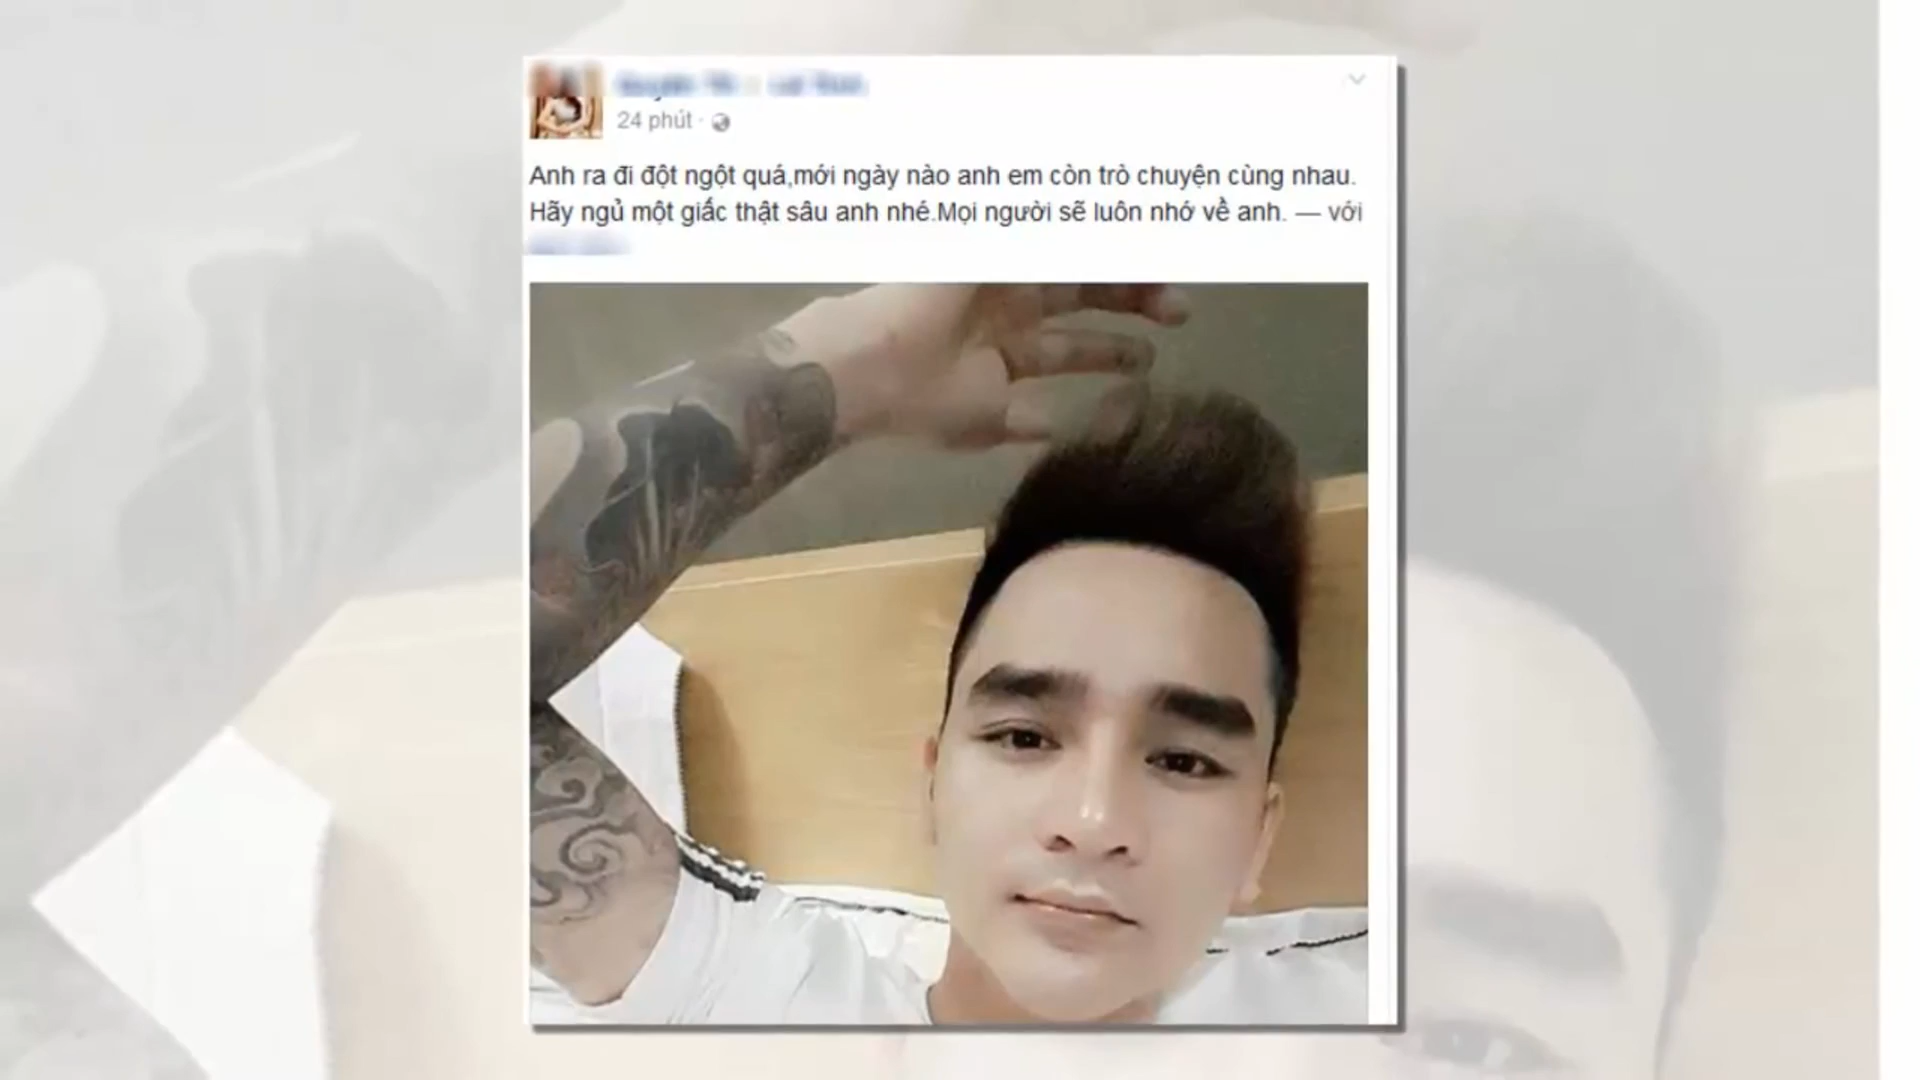 24 phút ·
Anh ra đi đột ngột quá,mới ngày nào anh em còn trò chuyện cùng nhau.
Hãy ngủ một giấc thật sâu anh nhé.Mọi người sẽ luôn nhớ về anh. — với